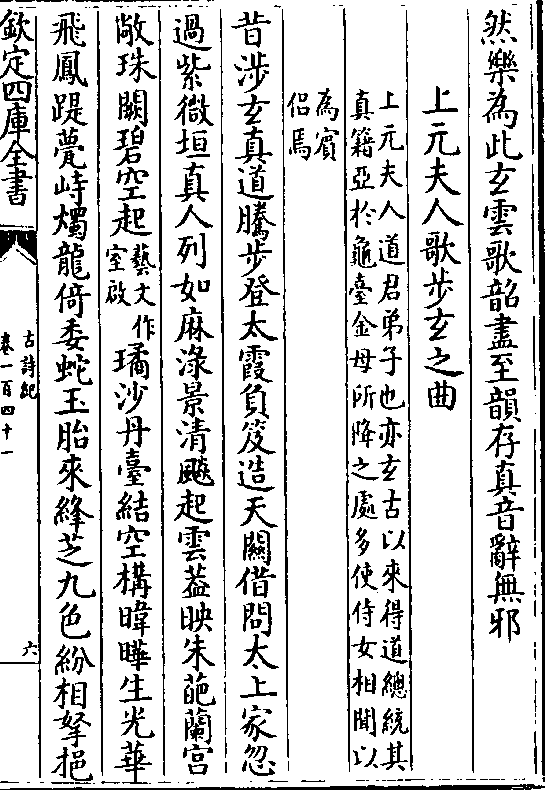 然樂為此玄雲歌韶盡至韻存真音辭無邪
上元夫人歌步玄之曲
上元夫人道君弟子也亦玄古以來得道總統其
真籍亞於龜臺金母所降之處多使侍女相聞以
為賔
侣焉
昔涉玄真道騰步登太霞負笈造天關借問太上家忽
過紫微垣真人列如麻渌景清飈起雲葢映朱葩蘭宫
敞珠闕碧空起
藝文作
室啟
璚沙丹臺結空構暐曄生光華
飛鳳踶甍峙燭龍倚委蛇玉胎來絳芝九色紛相拏挹
欽定四庫全書
古詩紀
卷一百四十一
六